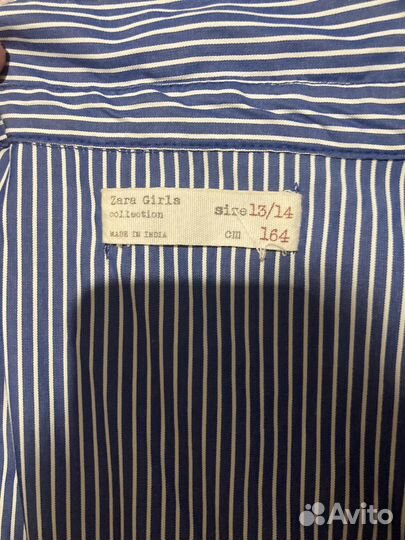 Zara Girls size 13/14
collection
MADE IN INDIA cm 164
Avito